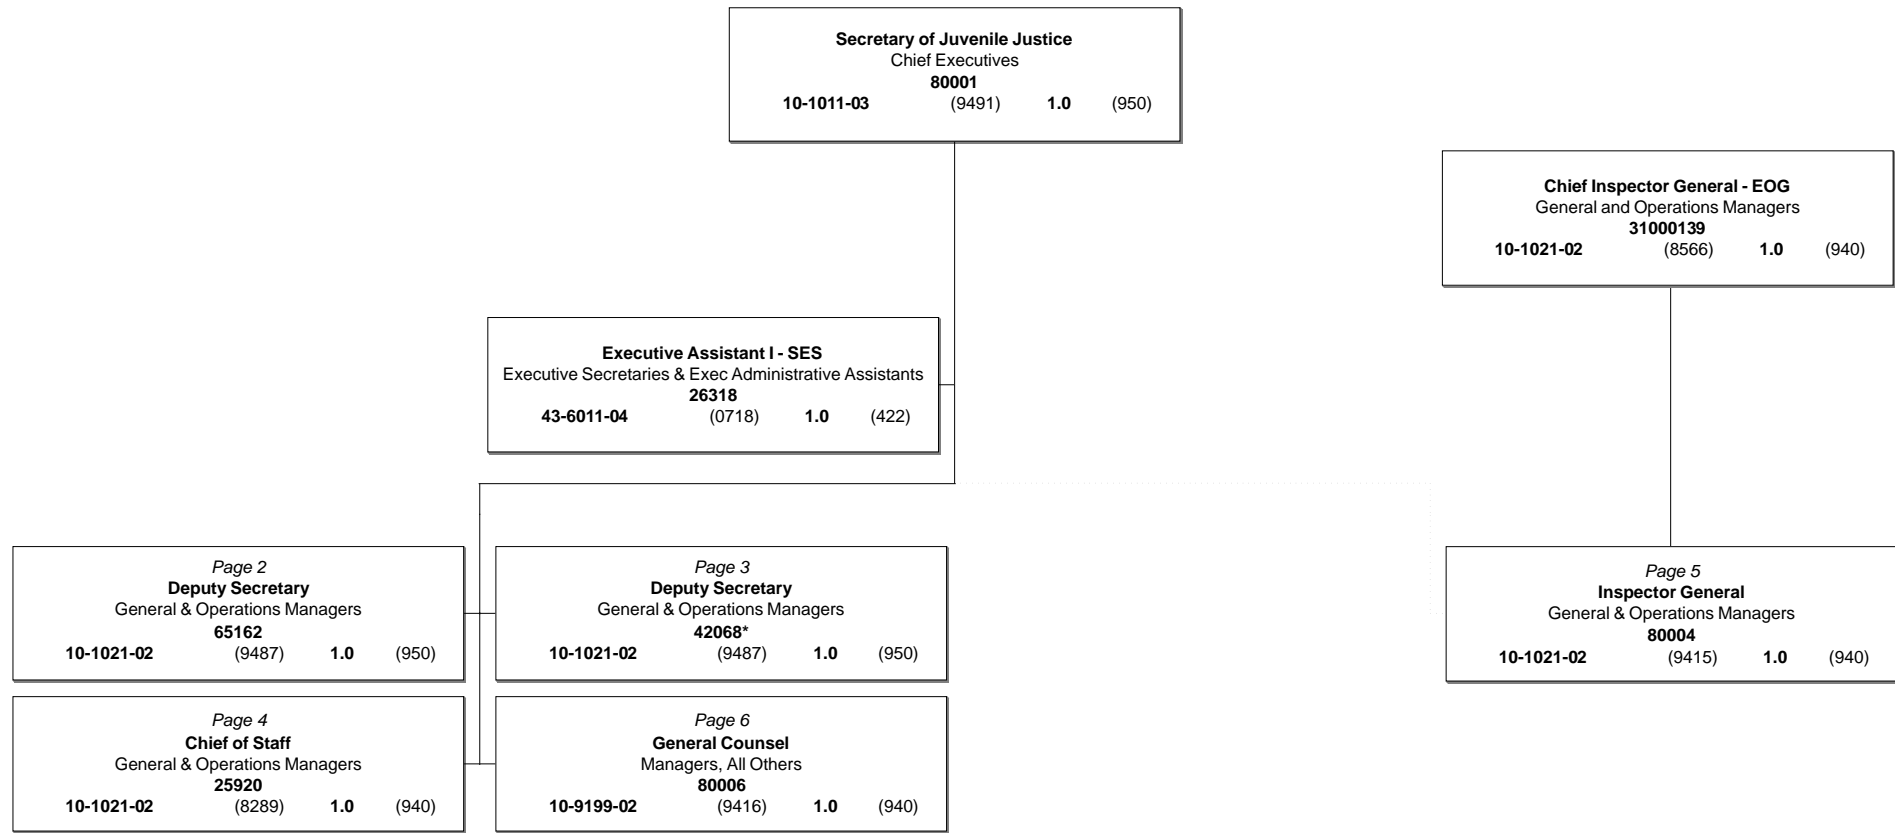 Secretary of Juvenile Justice
Chief Executives
80001
10-1011-03 (9491) 1.0 (950)
Chief Inspector General - EOG
General and Operations Managers
31000139
10-1021-02 (8566) 1.0 (940)
Executive Assistant I - SES
Executive Secretaries & Exec Administrative Assistants
26318
43-6011-04 (0718) 1.0 (422)
Page 2
Deputy Secretary
General & Operations Managers
65162
10-1021-02 (9487) 1.0 (950)
Page 3
Deputy Secretary
General & Operations Managers
42068*
10-1021-02 (9487) 1.0 (950)
Page 5
Inspector General
General & Operations Managers
80004
10-1021-02 (9415) 1.0 (940)
Page 4
Chief of Staff
General & Operations Managers
25920
10-1021-02 (8289) 1.0 (940)
Page 6
General Counsel
Managers, All Others
80006
10-9199-02 (9416) 1.0 (940)